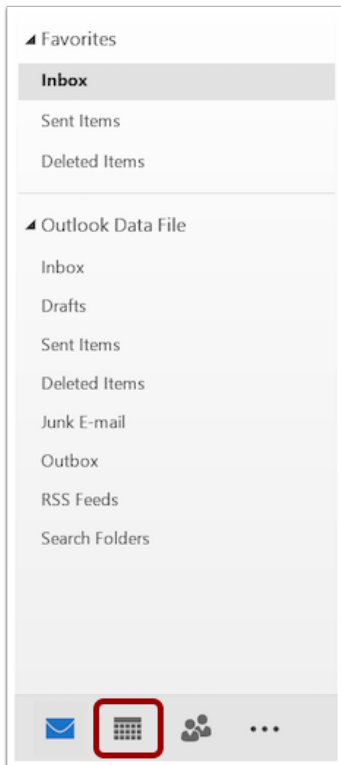 Favorites
Inbox
Sent Items
Deleted Items
Outlook Data File
Inbox
Drafts
Sent Items
Deleted Items
Junk E-mail
Outbox
RSS Feeds
Search Folders